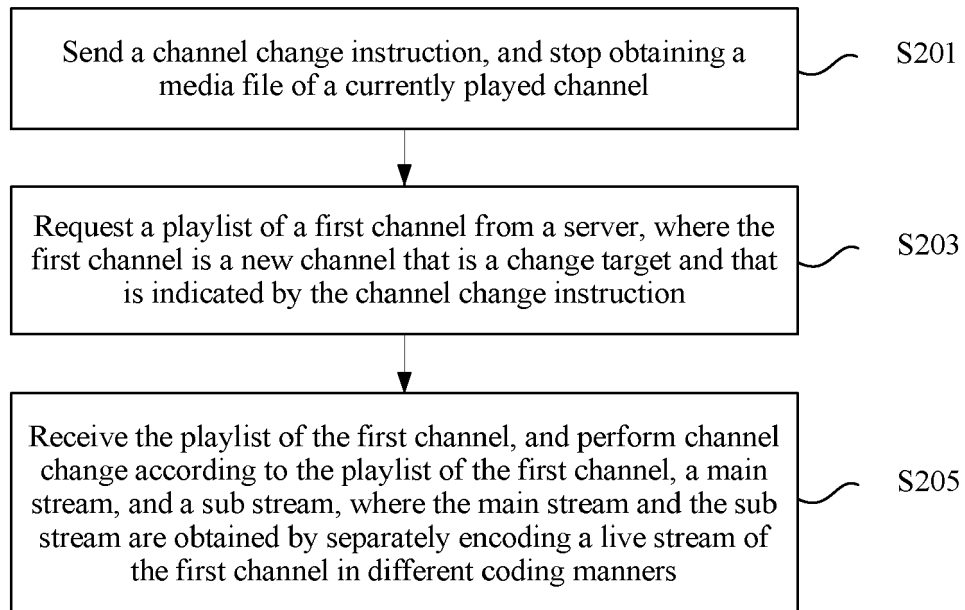 Send a channel change instruction, and stop obtaining a
media file of a currently played channel
S201
Request a playlist of a first channel from a server, where the
first channel is a new channel that is a change target and that
is indicated by the channel change instruction
S203
Receive the playlist of the first channel, and perform channel
change according to the playlist of the first channel, a main
stream, and a sub stream, where the main stream and the sub
stream are obtained by separately encoding a live stream of
the first channel in different coding manners
S205